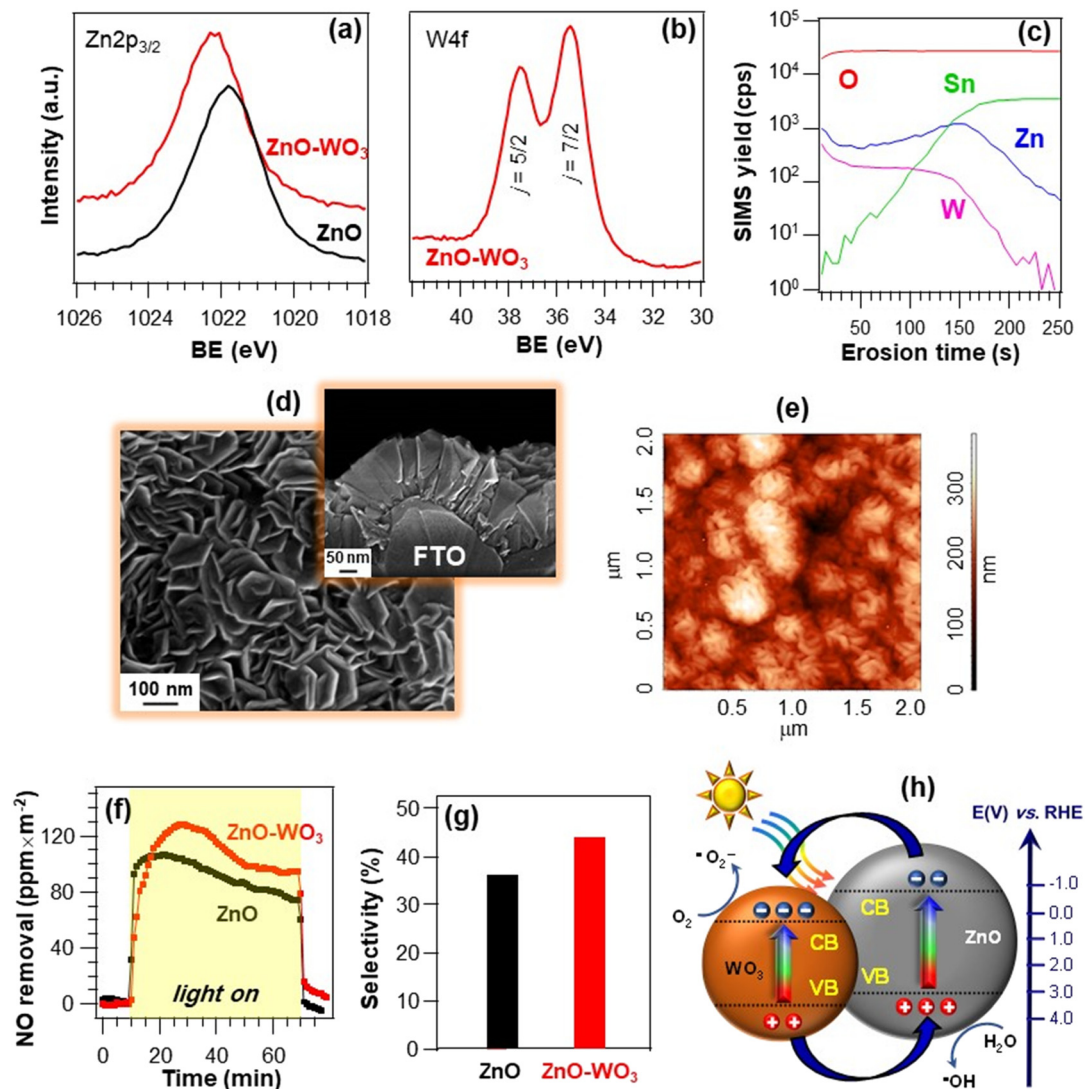 Zn2p3/2
(a)
ZnO-WO3
ZnO
Intensity (a.u.)
1026 1024 1022 1020 1018
BE (eV)
W4f
(b)
j = 5/2
j = 7/2
ZnO-WO3
40 38 36 34 32 30
BE (eV)
(c)
10⁵
10⁴
10³
10²
10¹
10⁰
SIMS yield (cps)
O
Sn
Zn
W
50 100 150 200 250
Erosion time (s)
(d)
100 nm
FTO
50 nm
(e)
2.0
1.5
1.0
0.5
0
μm
0.5 1.0 1.5 2.0
μm
300
200
100
0
nm
(f)
120
80
40
0
NO removal (ppm×m⁻²)
ZnO-WO3
ZnO
light on
0 20 40 60
Time (min)
(g)
50
40
30
20
10
0
Selectivity (%)
ZnO ZnO-WO3
(h)
E(V) vs. RHE
-1.0
0.0
1.0
2.0
3.0
4.0
·O2⁻
O2
CB
CB
ZnO
WO3
VB
VB
H2O
·OH